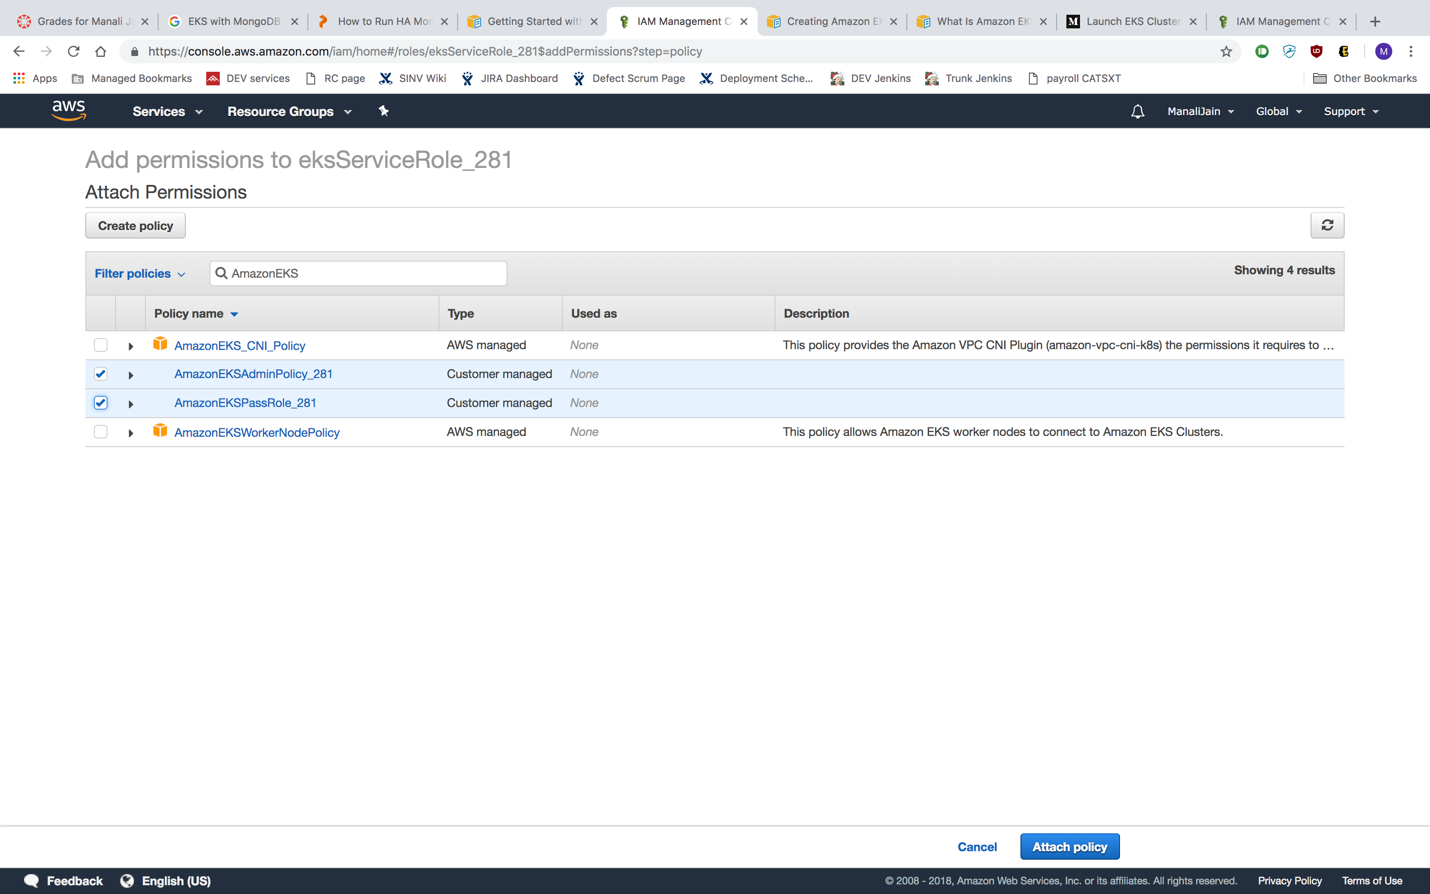 Grades for Manali J
EKS with MongoDB
How to Run HA Mon
Getting Started with
IAM Management C
Creating Amazon E
What Is Amazon EK
Launch EKS Cluster
IAM Management C
https://console.aws.amazon.com/iam/home#/roles/eksServiceRole_281$addPermissions?step=policy
M
Apps
Managed Bookmarks
DEV services
RC page
SINV Wiki
JIRA Dashboard
Defect Scrum Page
Deployment Sche...
DEV Jenkins
Trunk Jenkins
payroll CATSXT
Other Bookmarks
aws
Services
Resource Groups
ManaliJain
Global
Support
Add permissions to eksServiceRole_281
Attach Permissions
Create policy
Filter policies
AmazonEKS
Showing 4 results
Policy name Type Used as Description
AmazonEKS_CNI_Policy AWS managed None This policy provides the Amazon VPC CNI Plugin (amazon-vpc-cni-k8s) the permissions it requires to ...
AmazonEKSAdminPolicy_281 Customer managed None
AmazonEKSPassRole_281 Customer managed None
AmazonEKSWorkerNodePolicy AWS managed None This policy allows Amazon EKS worker nodes to connect to Amazon EKS Clusters.
Cancel
Attach policy
Feedback
English (US)
© 2008 - 2018, Amazon Web Services, Inc. or its affiliates. All rights reserved.
Privacy Policy
Terms of Use